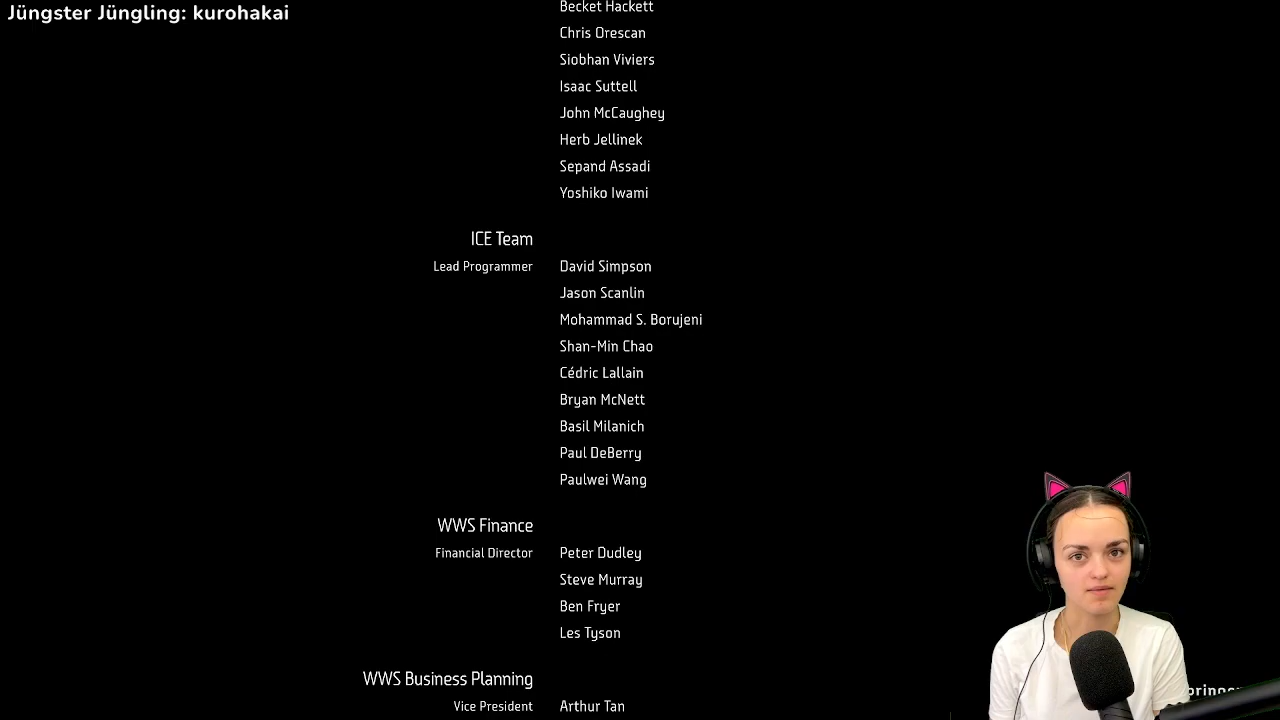 Jüngster Jüngling: kurohakai
Becket Hackett
Chris Orescan
Siobhan Viviers
Isaac Suttell
John McCaughey
Herb Jellinek
Sepand Assadi
Yoshiko Iwami
ICE Team
Lead Programmer David Simpson
Jason Scanlin
Mohammad S. Borujeni
Shan-Min Chao
Cédric Lallain
Bryan McNett
Basil Milanich
Paul DeBerry
Paulwei Wang
WWS Finance
Financial Director Peter Dudley
Steve Murray
Ben Fryer
Les Tyson
WWS Business Planning
Vice President Arthur Tan